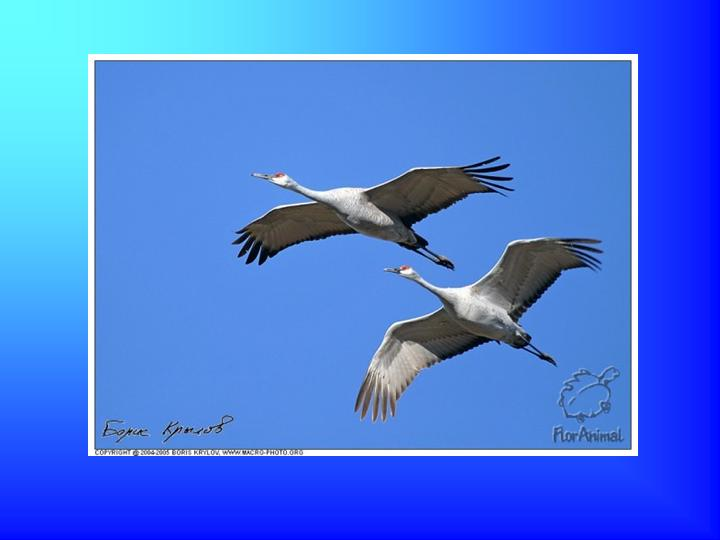 Борис Крылов
FlorAnimal
COPYRIGHT @ 2004-2005 BORIS KRYLOV, WWW.MACRO-PHOTO.ORG